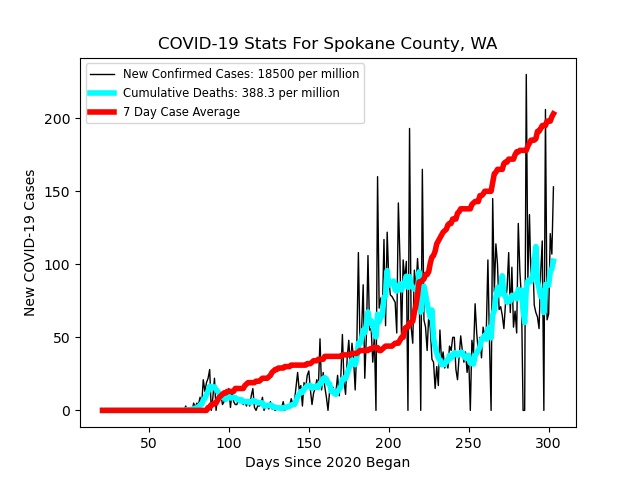 COVID-19 Stats For Spokane County, WA
New Confirmed Cases: 18500 per million
Cumulative Deaths: 388.3 per million
7 Day Case Average
New COVID-19 Cases
200
150
100
50
0
50 100 150 200 250 300
Days Since 2020 Began